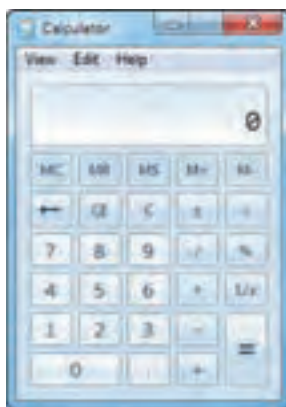 Calculator
View Edit Help
0
MC MR MS M+ M-
← CE C ±
7 8 9 / %
4 5 6 * 1/x
1 2 3 - =
0 . +